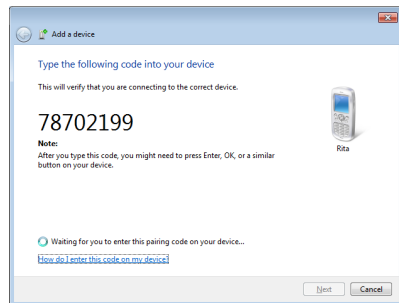 Add a device
Type the following code into your device
This will verify that you are connecting to the correct device.
78702199
Note:
After you type this code, you might need to press Enter, OK, or a similar
button on your device.
Rita
Waiting for you to enter this pairing code on your device...
How do I enter this code on my device?
Next Cancel